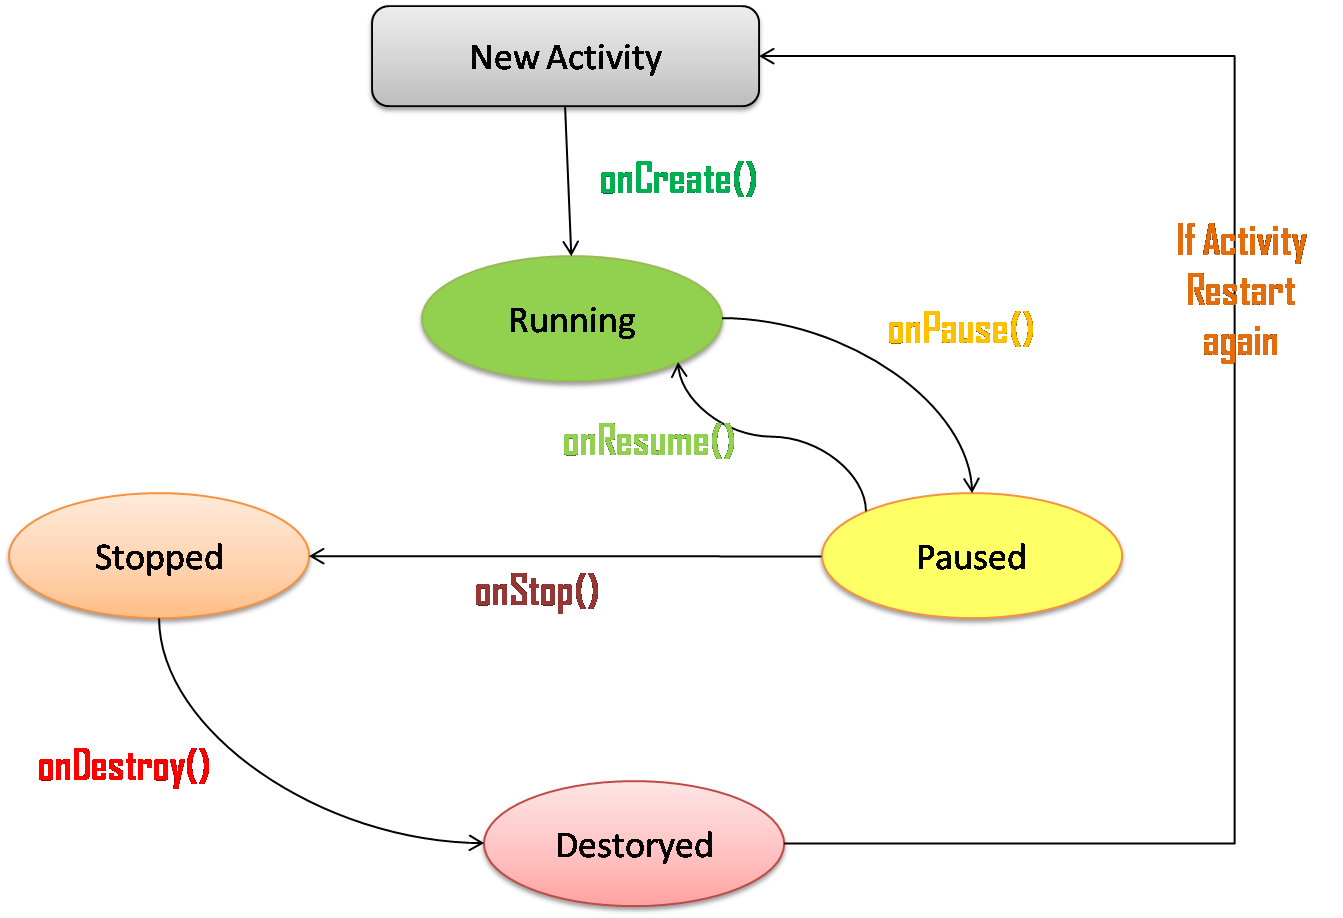 New Activity
onCreate()
If Activity
Restart
again
Running
onPause()
onResume()
Stopped
Paused
onStop()
onDestroy()
Destoryed